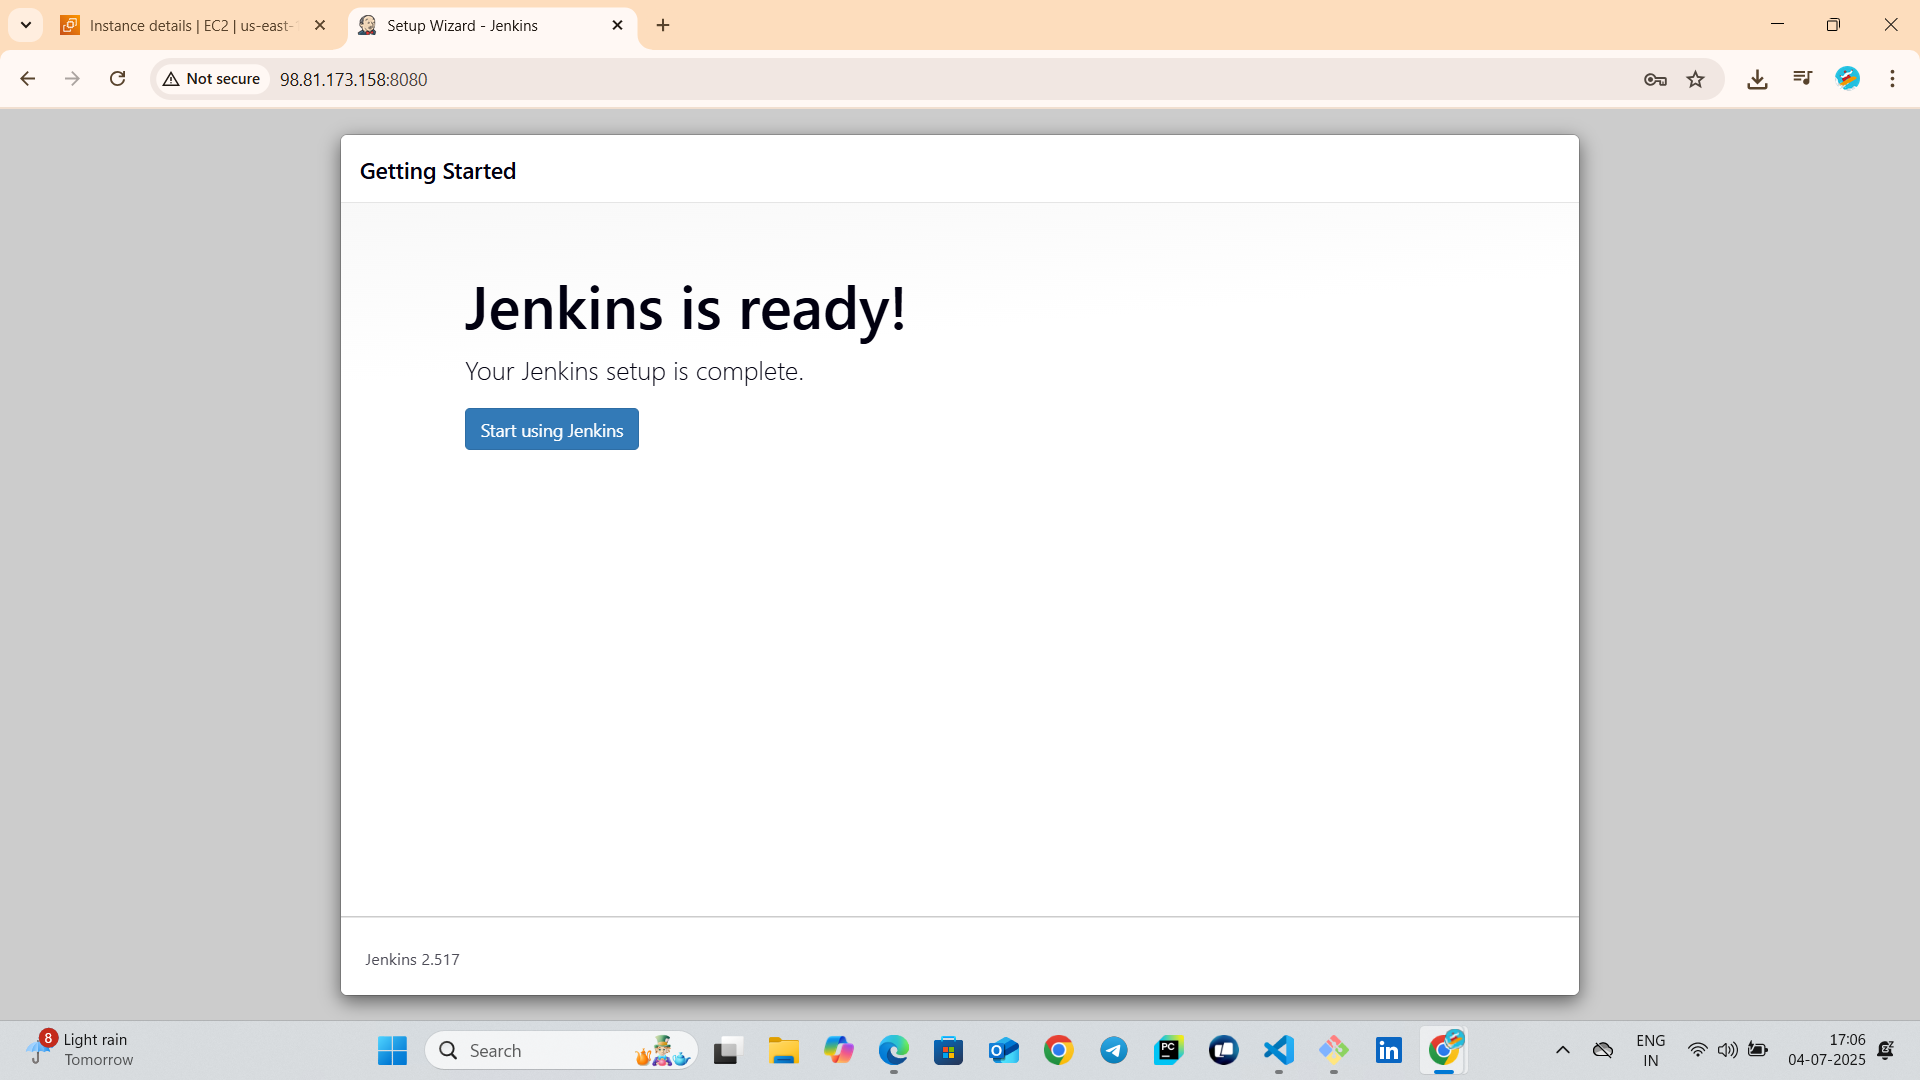 Instance details | EC2 | us-east-
Setup Wizard - Jenkins
Not secure
98.81.173.158:8080
Getting Started
Jenkins is ready!
Your Jenkins setup is complete.
Start using Jenkins
Jenkins 2.517
8
Light rain
Tomorrow
Search
PC
ENG
IN
17:06
04-07-2025